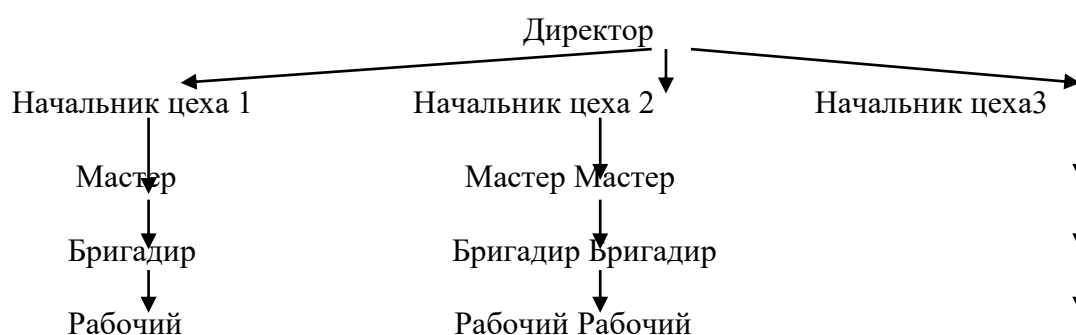 Директор
Начальник цеха 1 Начальник цеха 2 Начальник цеха3
Мастер Мастер Мастер
Бригадир Бригадир Бригадир
Рабочий Рабочий Рабочий